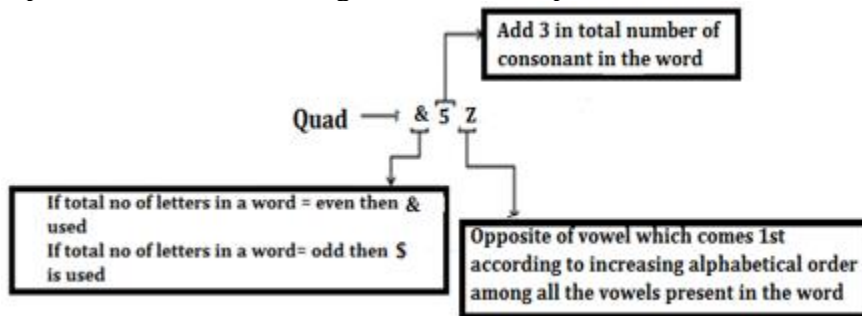 Add 3 in total number of
consonant in the word
Quad & 5 Z
If total no of letters in a word = even then &
used
If total no of letters in a word= odd then $
is used
Opposite of vowel which comes 1st
according to increasing alphabetical order
among all the vowels present in the word